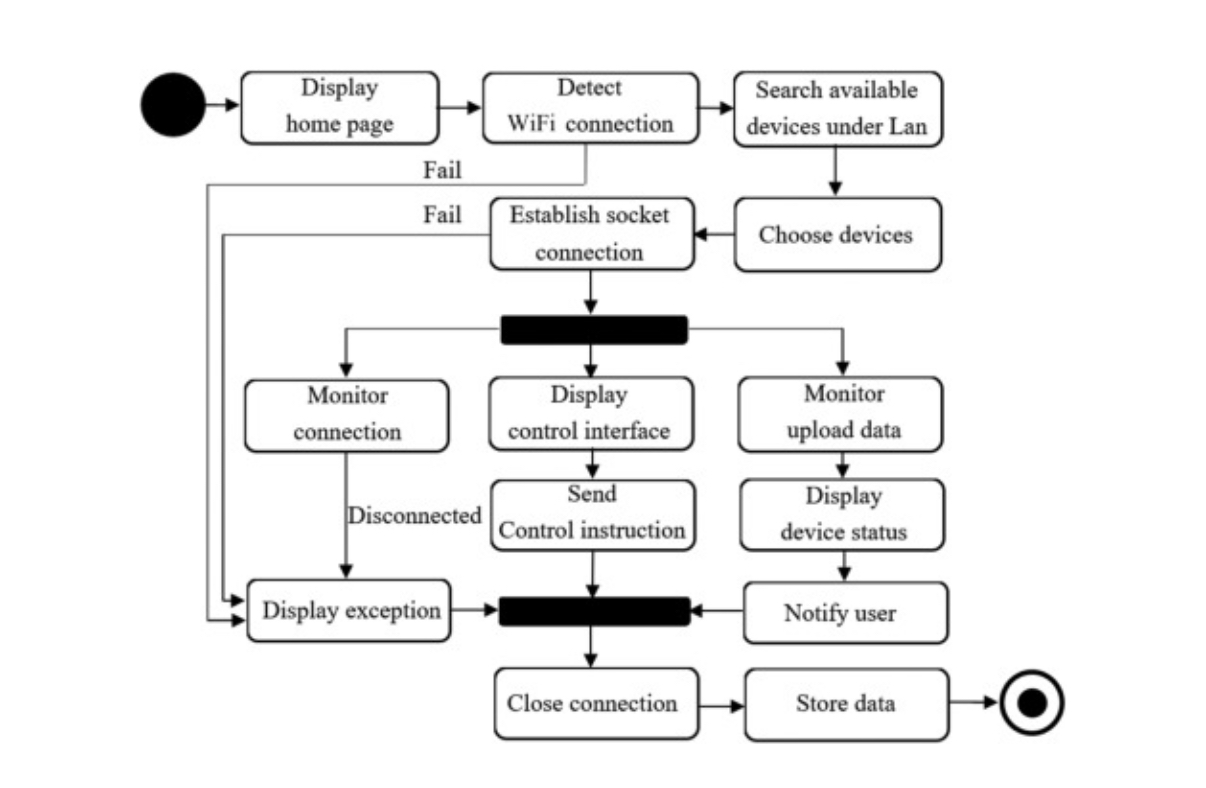 Display
home page
Detect
WiFi connection
Search available
devices under Lan
Fail
Fail
Establish socket
connection
Choose devices
Monitor
connection
Display
control interface
Monitor
upload data
Disconnected
Send
Control instruction
Display
device status
Display exception
Notify user
Close connection
Store data